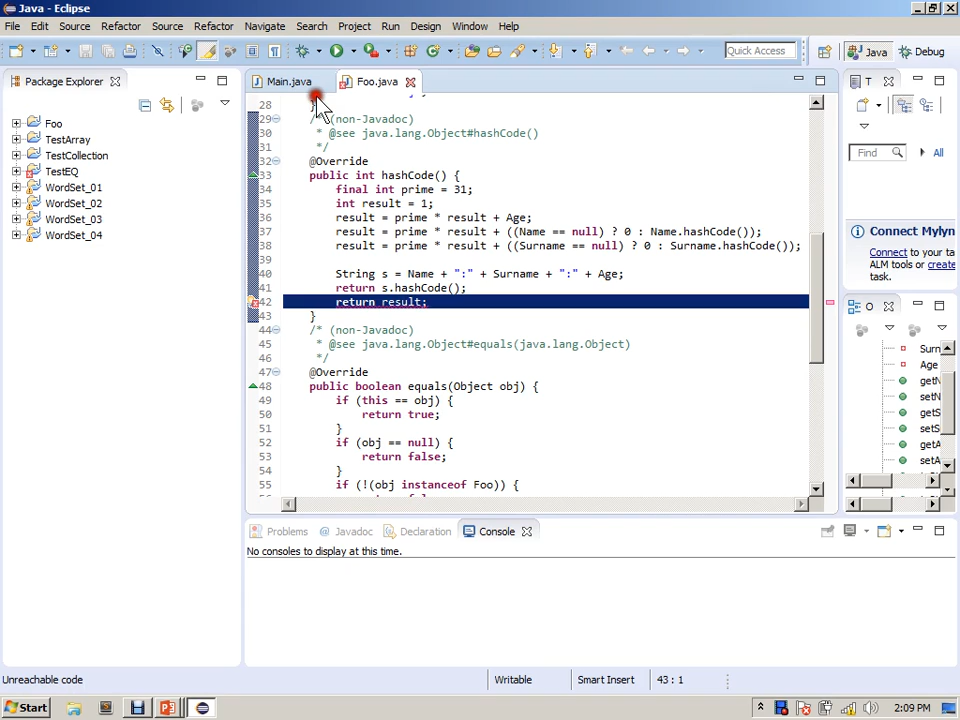 Java - Eclipse
File Edit Source Refactor Source Refactor Navigate Search Project Run Design Window Help
Quick Access Java Debug
Package Explorer
Main.java
Foo.java
T
Foo
TestArray
TestCollection
TestEQ
WordSet_01
WordSet_02
WordSet_03
WordSet_04
28 }
29 /* (non-Javadoc)
30 * @see java.lang.Object#hashCode()
31 */
32 @Override
33 public int hashCode() {
34 final int prime = 31;
35 int result = 1;
36 result = prime * result + Age;
37 result = prime * result + ((Name == null) ? 0 : Name.hashCode());
38 result = prime * result + ((Surname == null) ? 0 : Surname.hashCode());
39
40 String s = Name + ":" + Surname + ":" + Age;
41 return s.hashCode();
42 return result;
43 }
44 /* (non-Javadoc)
45 * @see java.lang.Object#equals(java.lang.Object)
46 */
47 @Override
48 public boolean equals(Object obj) {
49 if (this == obj) {
50 return true;
51 }
52 if (obj == null) {
53 return false;
54 }
55 if (!(obj instanceof Foo)) {
Find All
Connect Mylyn
Connect to your ta
ALM tools or create
task.
O
Surn
Age
getN
setN
getS
setS
getA
setA
Problems @ Javadoc Declaration Console
No consoles to display at this time.
Unreachable code Writable Smart Insert 43 : 1
Start 2:09 PM